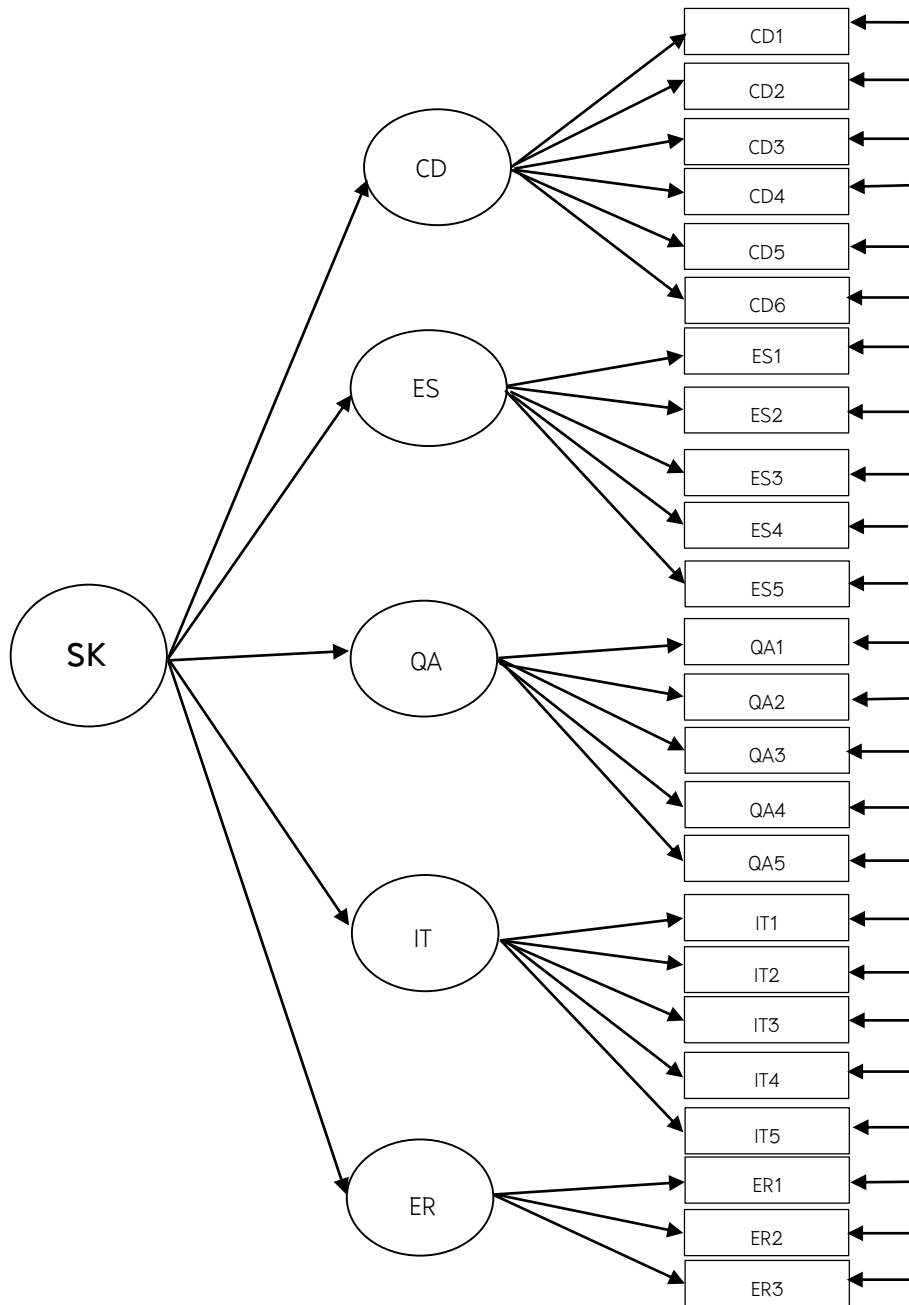 CD1
CD2
CD3
CD
CD4
CD5
CD6
ES1
ES
ES2
ES3
ES4
ES5
QA1
SK
QA
QA2
QA3
QA4
QA5
IT1
IT
IT2
IT3
IT4
IT5
ER1
ER
ER2
ER3